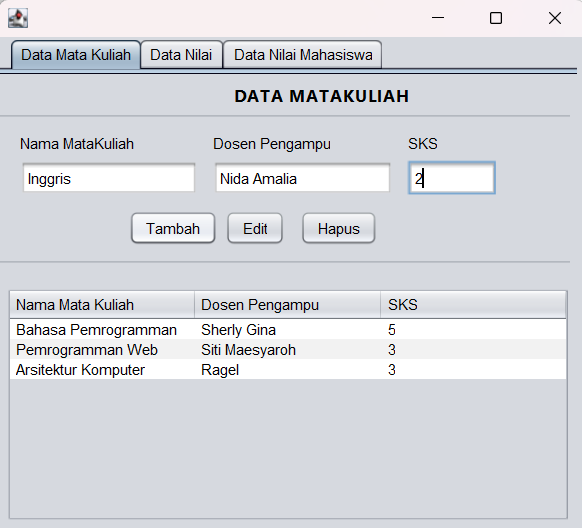 Data Mata Kuliah Data Nilai Data Nilai Mahasiswa
DATA MATAKULIAH
Nama MataKuliah Dosen Pengampu SKS
Inggris Nida Amalia 2
Tambah Edit Hapus
Nama Mata Kuliah Dosen Pengampu SKS
Bahasa Pemrogramman Sherly Gina 5
Pemrogramman Web Siti Maesyaroh 3
Arsitektur Komputer Ragel 3